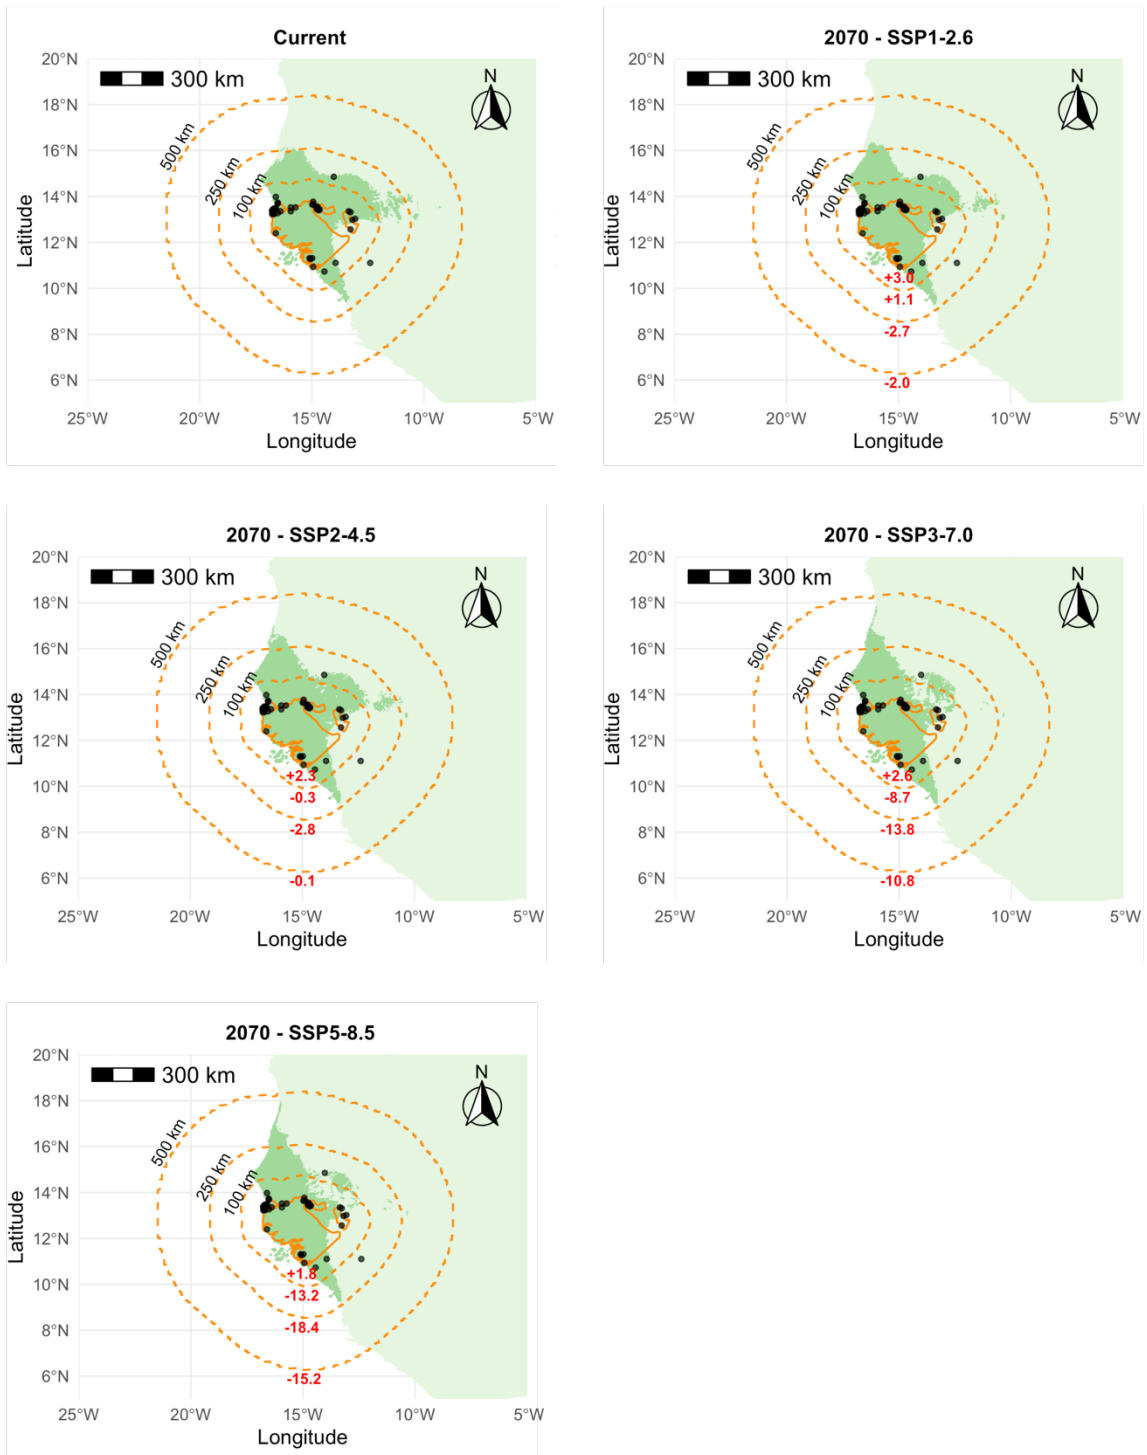 Current
20°N
300 km
N
18°N
500 km
16°N
250 km
14°N
100 km
12°N
10°N
8°N
6°N
25°W 20°W 15°W 10°W 5°W
Latitude
Longitude
2070 - SSP1-2.6
20°N
300 km
N
18°N
500 km
16°N
250 km
14°N
100 km
12°N
10°N
+3.0
+1.1
8°N
-2.7
6°N
-2.0
25°W 20°W 15°W 10°W 5°W
Latitude
Longitude
2070 - SSP2-4.5
20°N
300 km
N
18°N
500 km
16°N
250 km
14°N
100 km
12°N
10°N
+2.3
-0.3
8°N
-2.8
6°N
-0.1
25°W 20°W 15°W 10°W 5°W
Latitude
Longitude
2070 - SSP3-7.0
20°N
300 km
N
18°N
500 km
16°N
250 km
14°N
100 km
12°N
10°N
+2.6
-8.7
8°N
-13.8
6°N
-10.8
25°W 20°W 15°W 10°W 5°W
Latitude
Longitude
2070 - SSP5-8.5
20°N
300 km
N
18°N
500 km
16°N
250 km
14°N
100 km
12°N
10°N
+1.8
-13.2
8°N
-18.4
6°N
-15.2
25°W 20°W 15°W 10°W 5°W
Latitude
Longitude